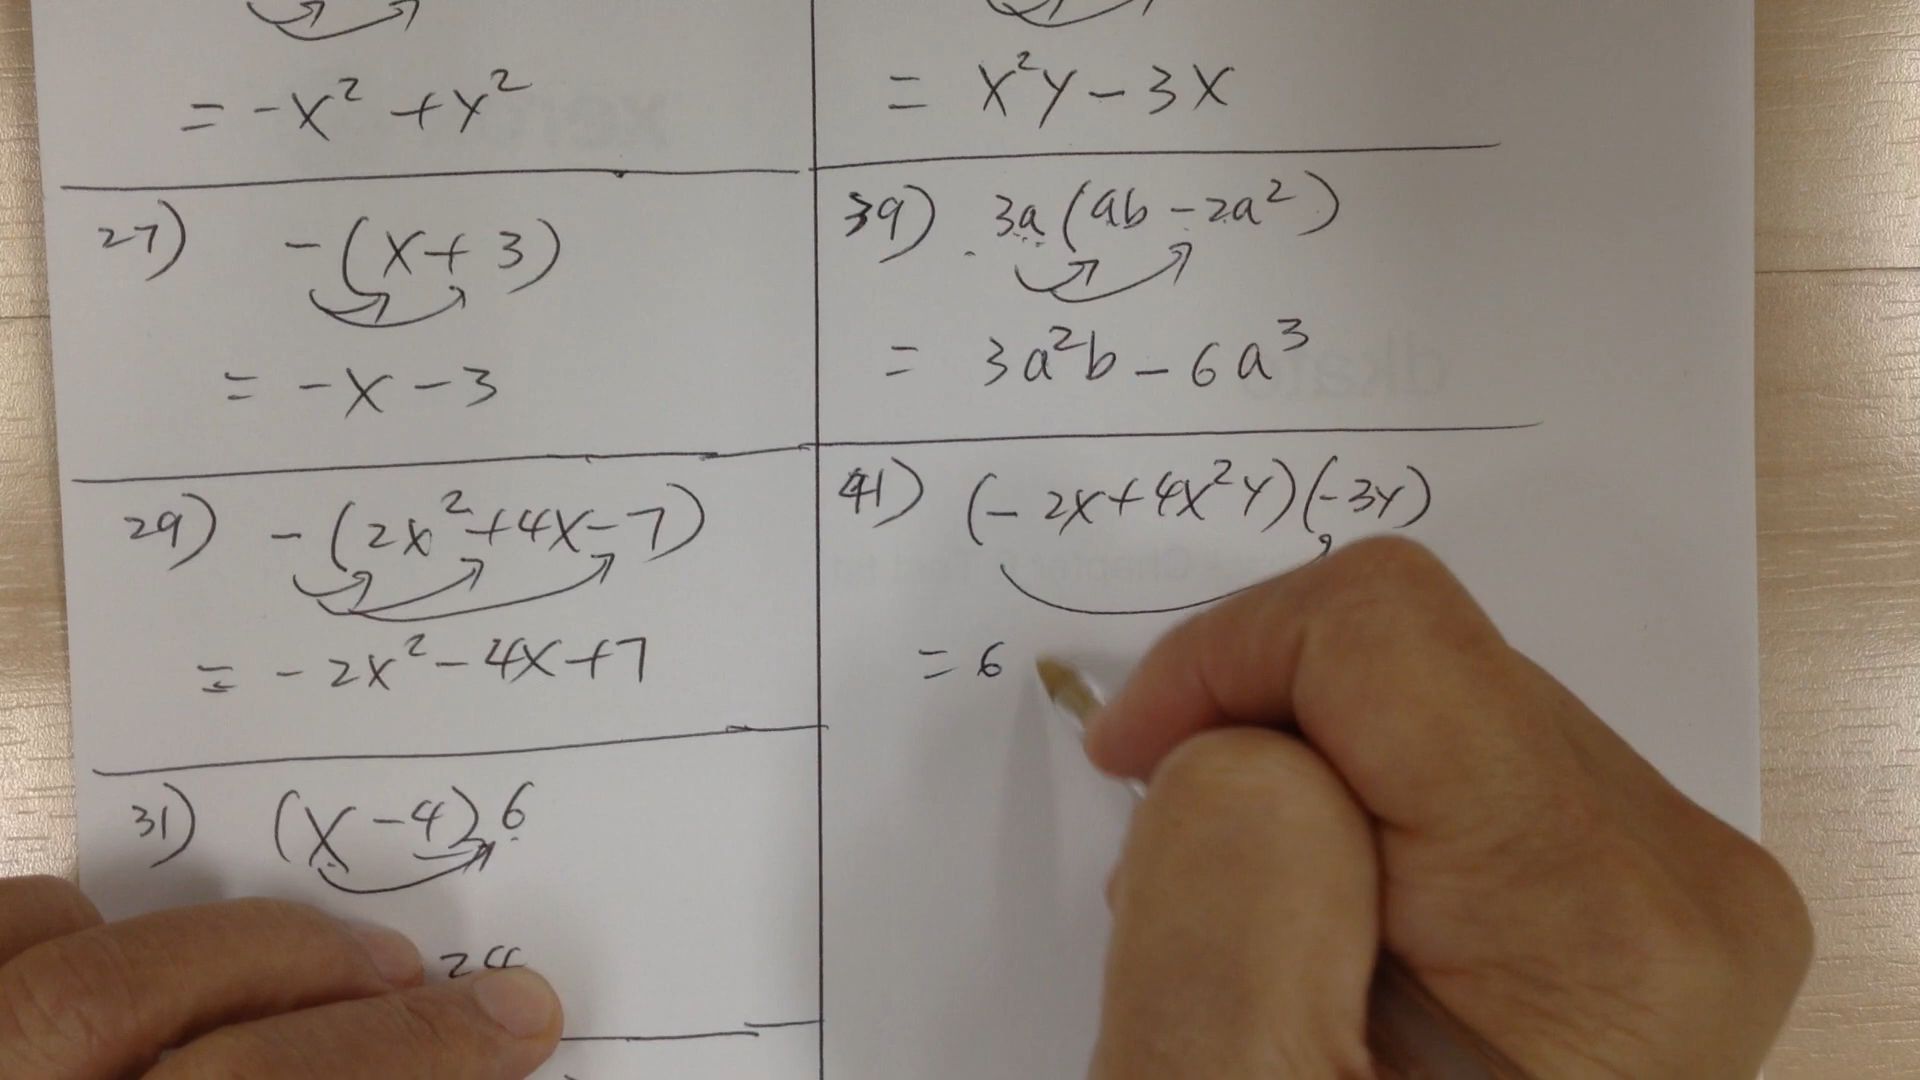 = -x² + y²
27) -(x + 3)
= -x - 3
29) -(2x² + 4x - 7)
= -2x² - 4x + 7
31) (x - 4) 6
24
= x²y - 3x
39) 3a(ab - 2a²)
= 3a²b - 6a³
41) (- 2x + 4x²y)(-3y)
= 6